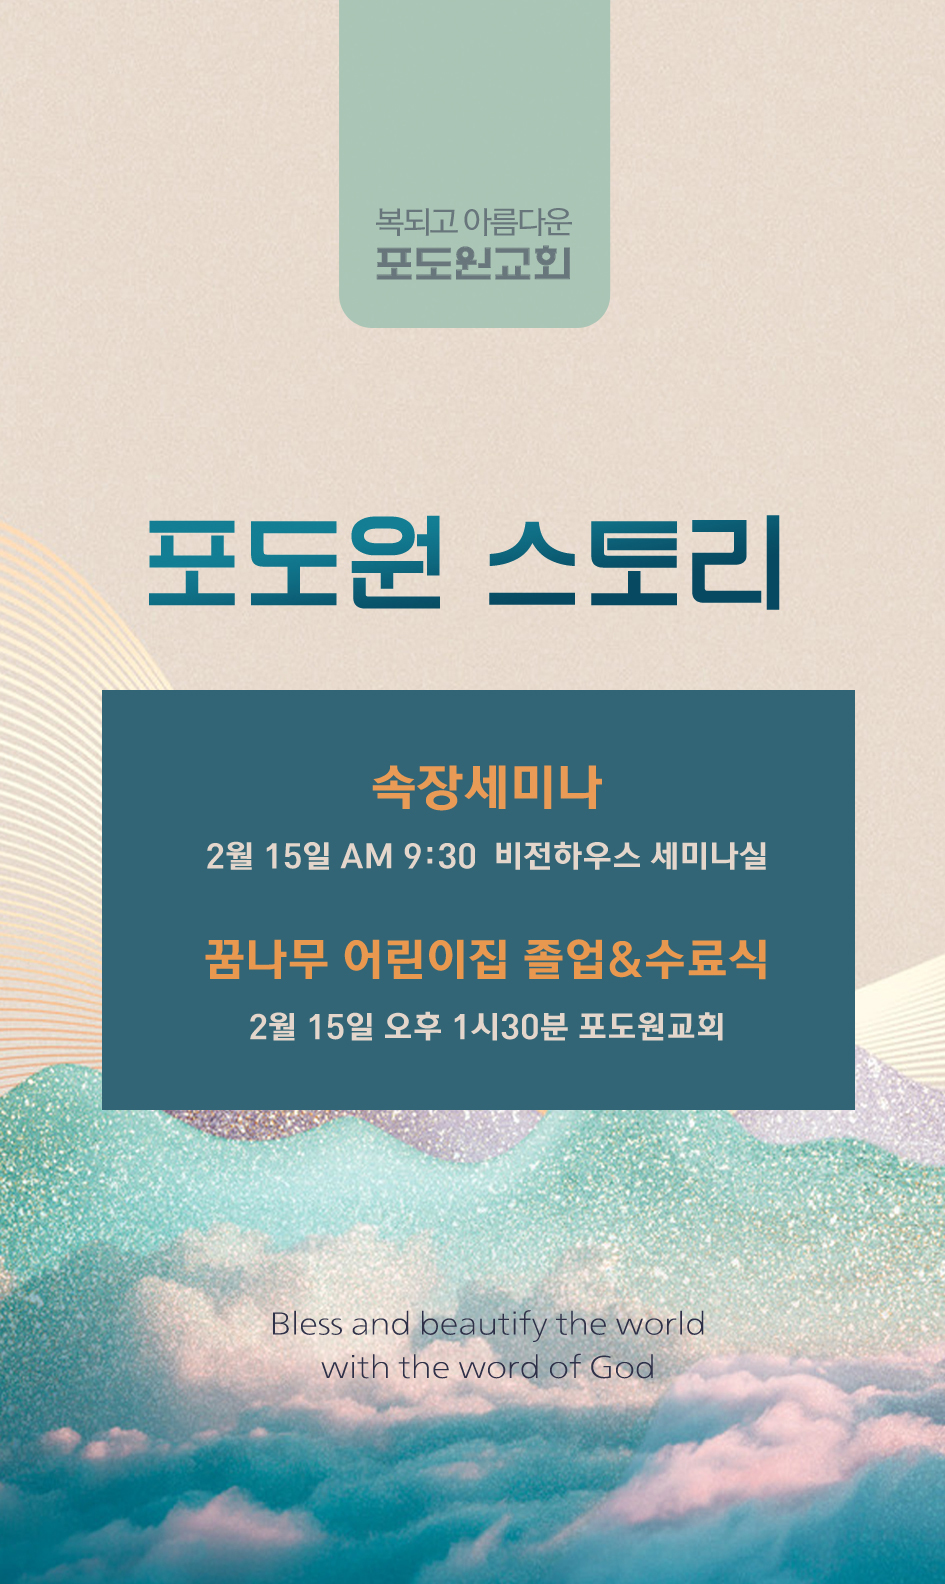 복되고 아름다운
포도원교회
포도원 스토리
속장세미나
2월 15일 AM 9:30 비전하우스 세미나실
꿈나무 어린이집 졸업&수료식
2월 15일 오후 1시30분 포도원교회
Bless and beautify the world
with the word of God